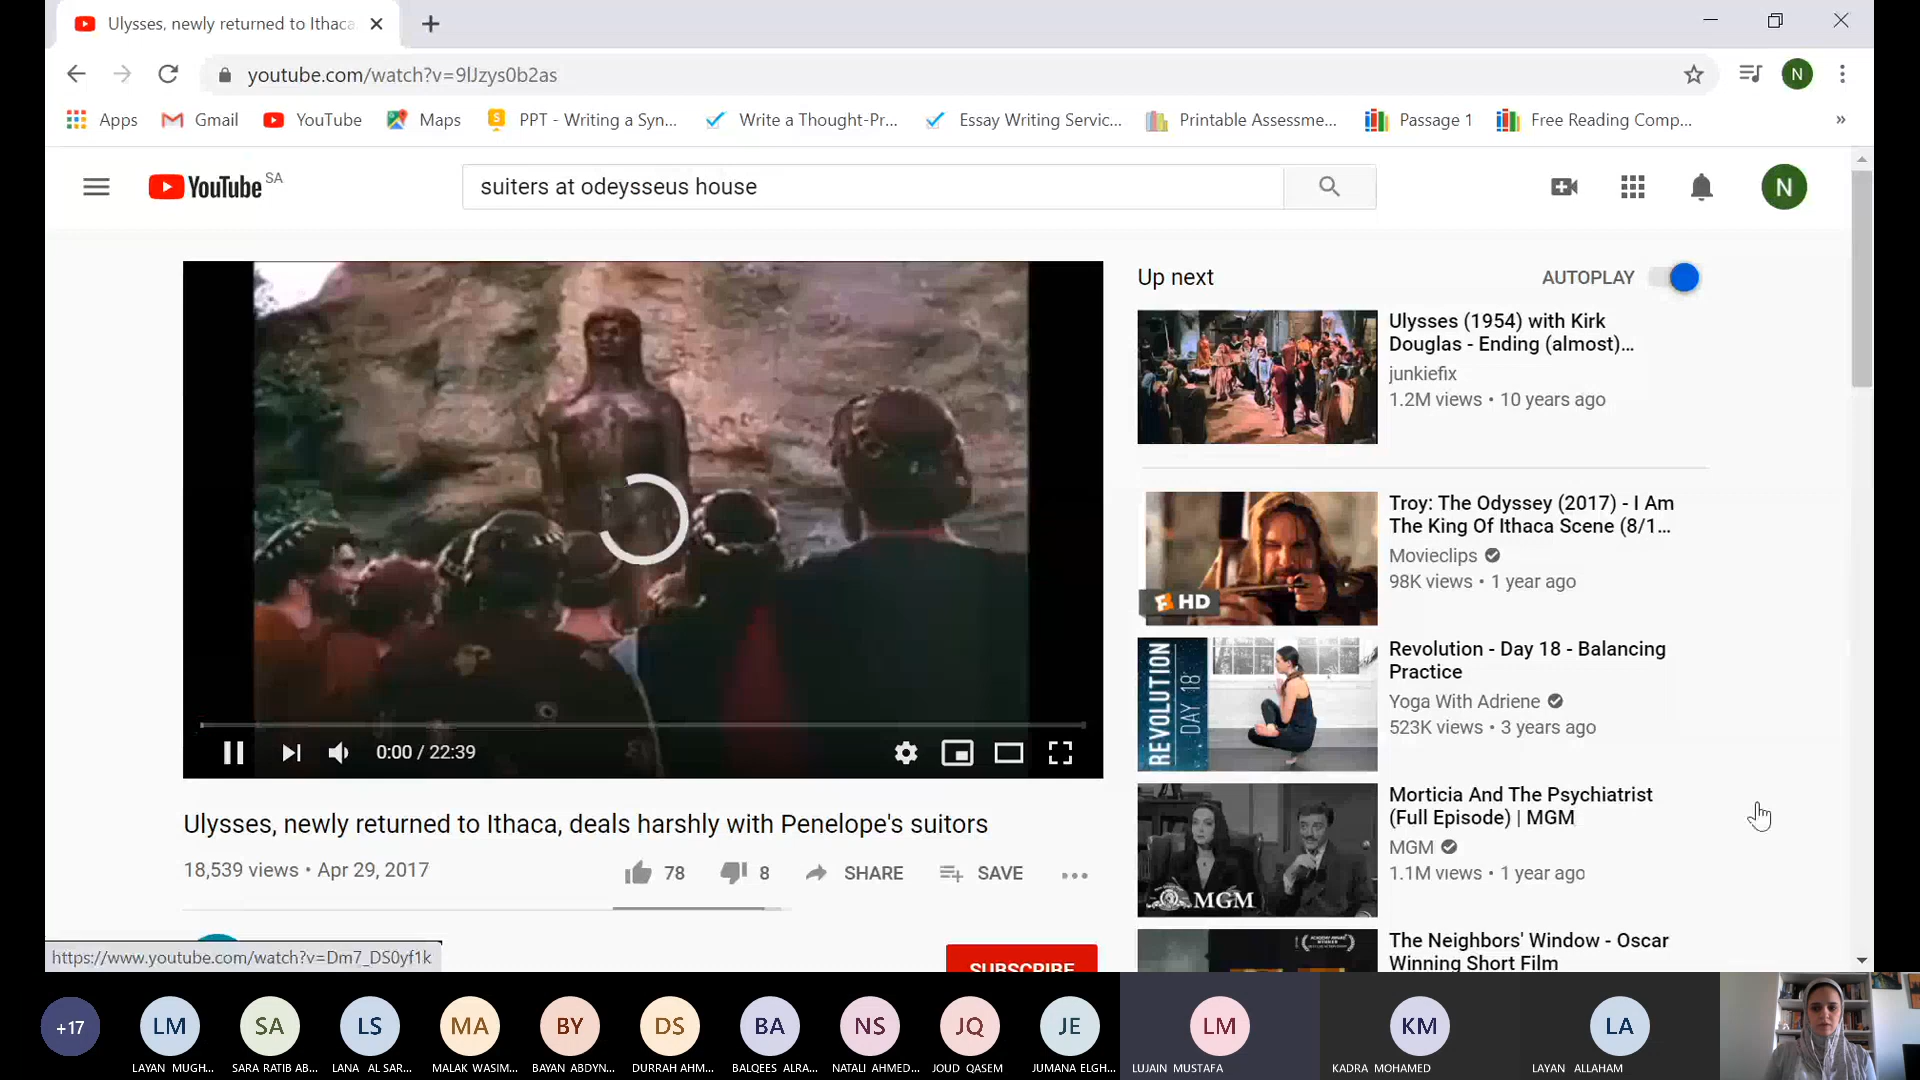 Ulysses, newly returned to Ithaca
youtube.com/watch?v=9lJzys0b2as
N
Apps
Gmail
YouTube
Maps
PPT - Writing a Syn...
Write a Thought-Pr...
Essay Writing Servic...
Printable Assessme...
Passage 1
Free Reading Comp...
»
YouTube SA
suiters at odeysseus house
N
Up next
AUTOPLAY
Ulysses (1954) with Kirk
Douglas - Ending (almost)...
junkiefix
1.2M views • 10 years ago
HD
Troy: The Odyssey (2017) - I Am
The King Of Ithaca Scene (8/1...
Movieclips
98K views • 1 year ago
REVOLUTION
DAY 18
Revolution - Day 18 - Balancing
Practice
Yoga With Adriene
523K views • 3 years ago
MGM
Morticia And The Psychiatrist
(Full Episode) | MGM
MGM
1.1M views • 1 year ago
The Neighbors' Window - Oscar
Winning Short Film
0:00 / 22:39
Ulysses, newly returned to Ithaca, deals harshly with Penelope's suitors
18,539 views • Apr 29, 2017
78
8
SHARE
SAVE
SUBSCRIBE
https://www.youtube.com/watch?v=Dm7_DS0yf1k
+17
LM
SA
LS
MA
BY
DS
BA
NS
JQ
JE
LM
KM
LA
LAYAN MUGH...
SARA RATIB AB...
LANA AL SAR...
MALAK WASIM...
BAYAN ABDYN...
DURRAH AHM...
BALQEES ALRA...
NATALI AHMED...
JOUD QASEM
JUMANA ELGH...
LUJAIN MUSTAFA
KADRA MOHAMED
LAYAN ALLAHAM